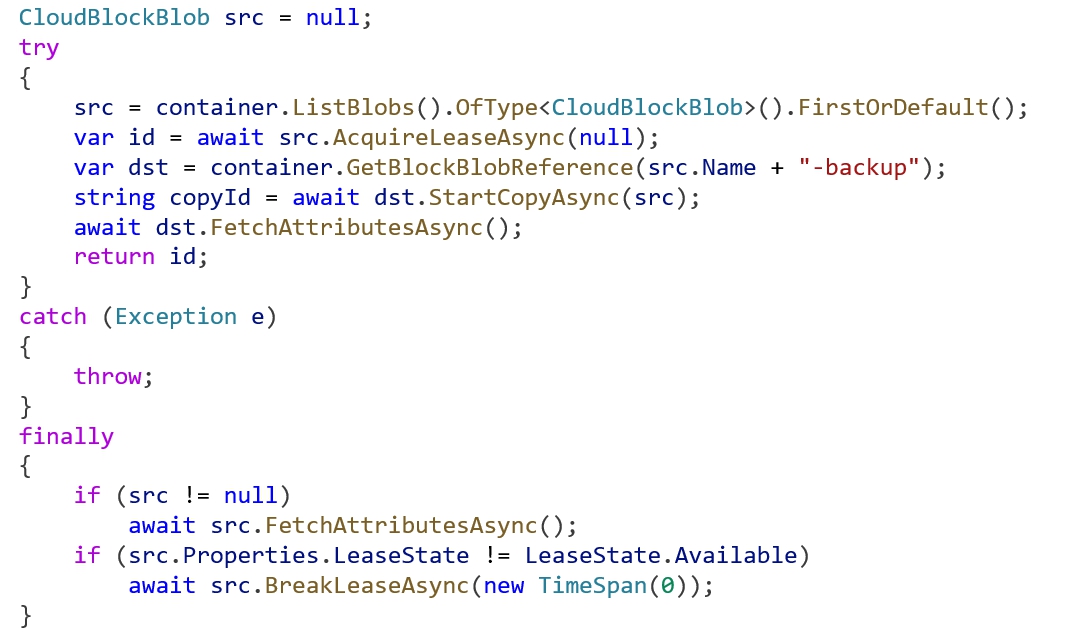 CloudBlockBlob src = null;
try
{
    src = container.ListBlobs().OfType<CloudBlockBlob>().FirstOrDefault();
    var id = await src.AcquireLeaseAsync(null);
    var dst = container.GetBlockBlobReference(src.Name + "-backup");
    string copyId = await dst.StartCopyAsync(src);
    await dst.FetchAttributesAsync();
    return id;
}
catch (Exception e)
{
    throw;
}
finally
{
    if (src != null)
        await src.FetchAttributesAsync();
    if (src.Properties.LeaseState != LeaseState.Available)
        await src.BreakLeaseAsync(new TimeSpan(0));
}